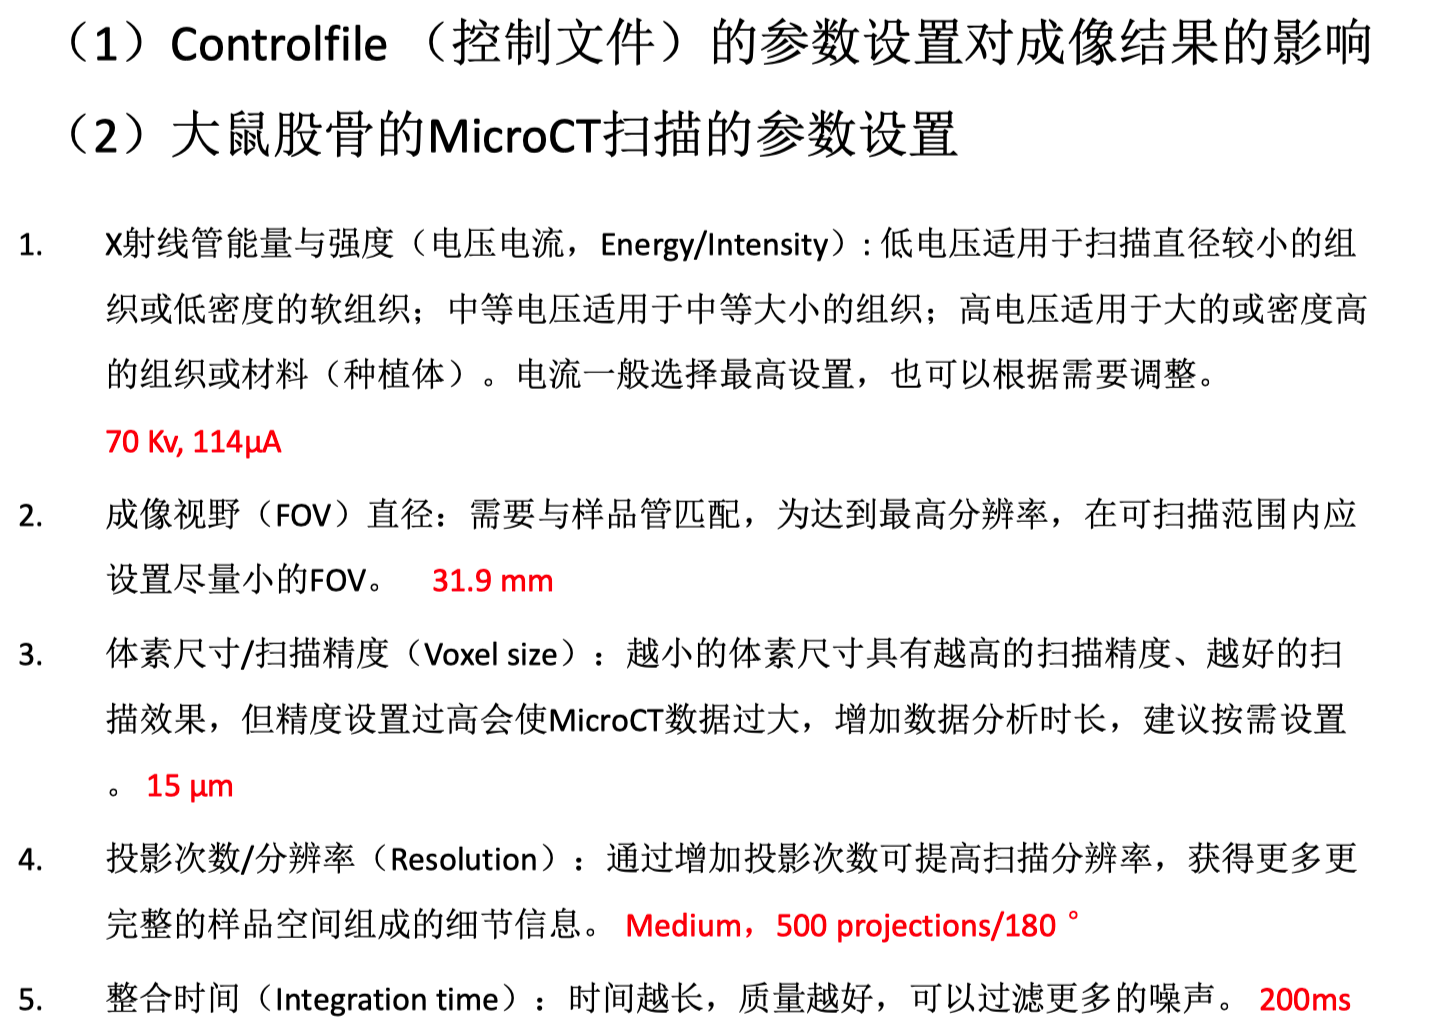 （1）Controlfile （控制文件）的参数设置对成像结果的影响
（2）大鼠股骨的MicroCT扫描的参数设置
1. X射线管能量与强度（电压电流，Energy/Intensity）：低电压适用于扫描直径较小的组
织或低密度的软组织；中等电压适用于中等大小的组织；高电压适用于大的或密度高
的组织或材料（种植体）。电流一般选择最高设置，也可以根据需要调整。
70 Kv, 114μA
2. 成像视野（FOV）直径：需要与样品管匹配，为达到最高分辨率，在可扫描范围内应
设置尽量小的FOV。 31.9 mm
3. 体素尺寸/扫描精度（Voxel size）：越小的体素尺寸具有越高的扫描精度、越好的扫
描效果，但精度设置过高会使MicroCT数据过大，增加数据分析时长，建议按需设置
。 15 μm
4. 投影次数/分辨率（Resolution）：通过增加投影次数可提高扫描分辨率，获得更多更
完整的样品空间组成的细节信息。 Medium，500 projections/180 °
5. 整合时间（Integration time）：时间越长，质量越好，可以过滤更多的噪声。 200ms